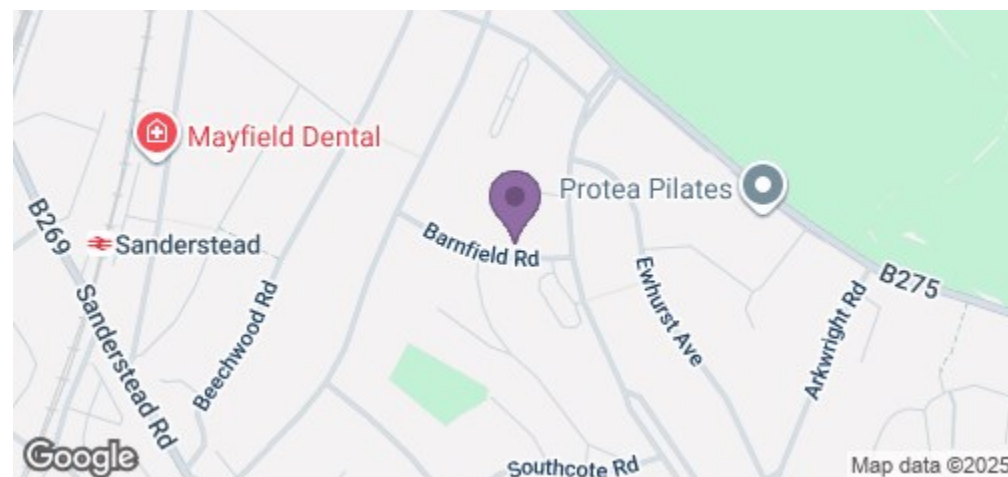 Mayfield Dental
Protea Pilates
B269
Sanderstead
Barnfield Rd
B275
Ewhurst Ave
Arkwright Rd
Beechwood Rd
Sanderstead Rd
Southcote Rd
Google
Map data ©2025